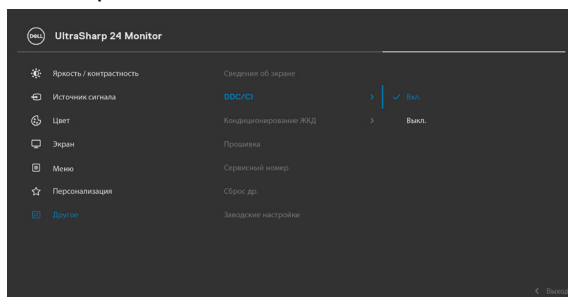 DELL UltraSharp 24 Monitor
Яркость / контрастность
Сведения об экране
Источник сигнала
DDC/CI
Вкл.
Цвет
Кондиционирование ЖКД
Выкл.
Экран
Прошивка
Меню
Сервисный номер
Персонализация
Сброс др.
Другое
Заводские настройки
Выход